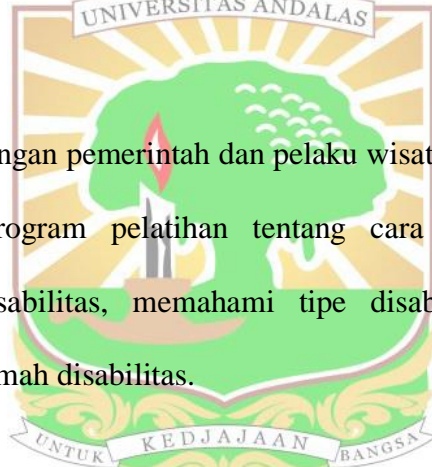 UNIVERSITAS ANDALAS
ngan pemerintah dan pelaku wisat
rogram pelatihan tentang cara
sabilitas, memahami tipe disab
mah disabilitas.
UNTUK KEDJAJAAN BANGSA